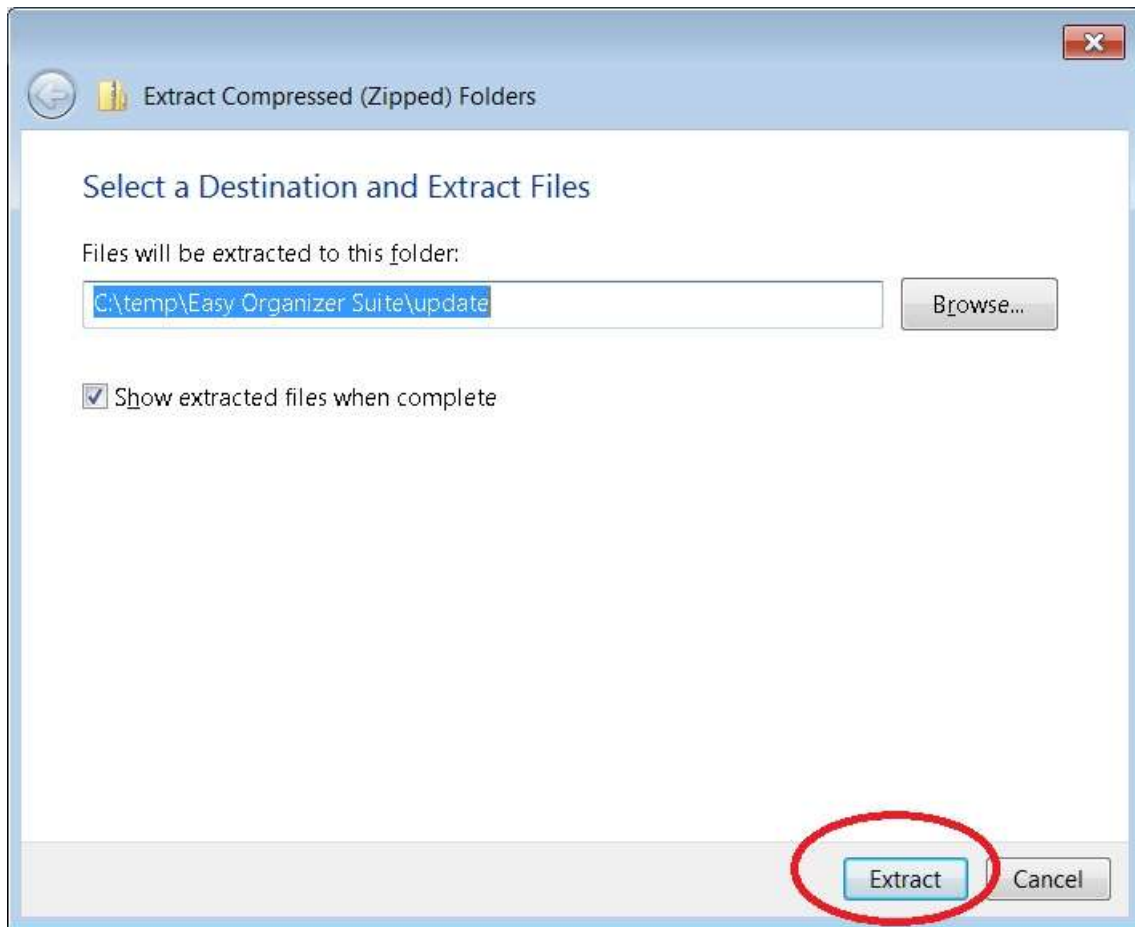 Extract Compressed (Zipped) Folders
Select a Destination and Extract Files
Files will be extracted to this folder:
C:\temp\Easy Organizer Suite\update
Browse...
Show extracted files when complete
Extract
Cancel